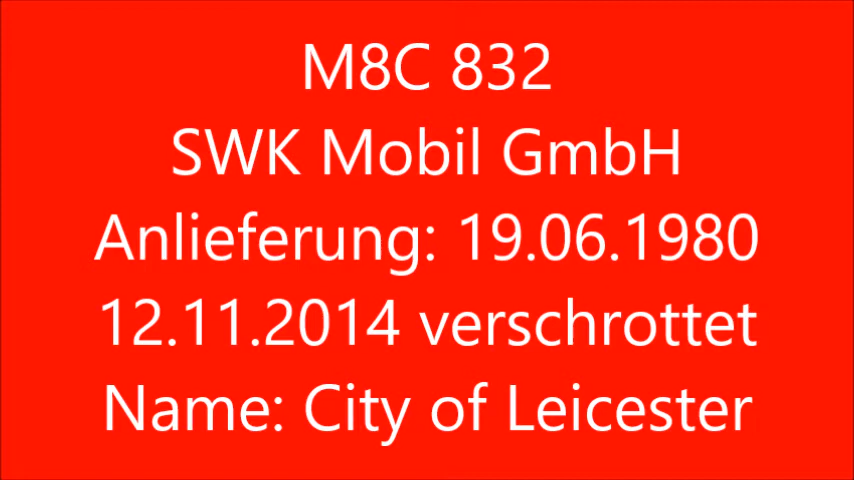 M8C 832
SWK Mobil GmbH
Anlieferung: 19.06.1980
12.11.2014 verschrottet
Name: City of Leicester